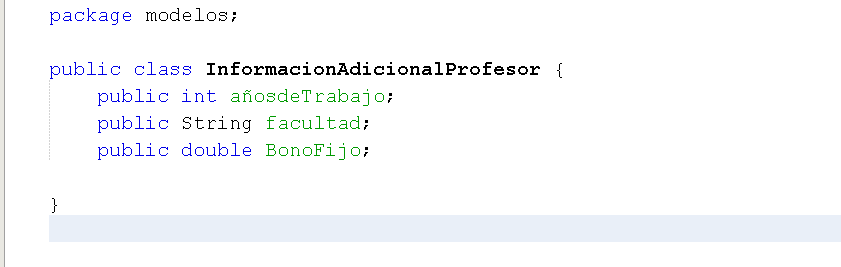 package modelos;
public class InformacionAdicionalProfesor {
public int añosdeTrabajo;
public String facultad;
public double BonoFijo;
}